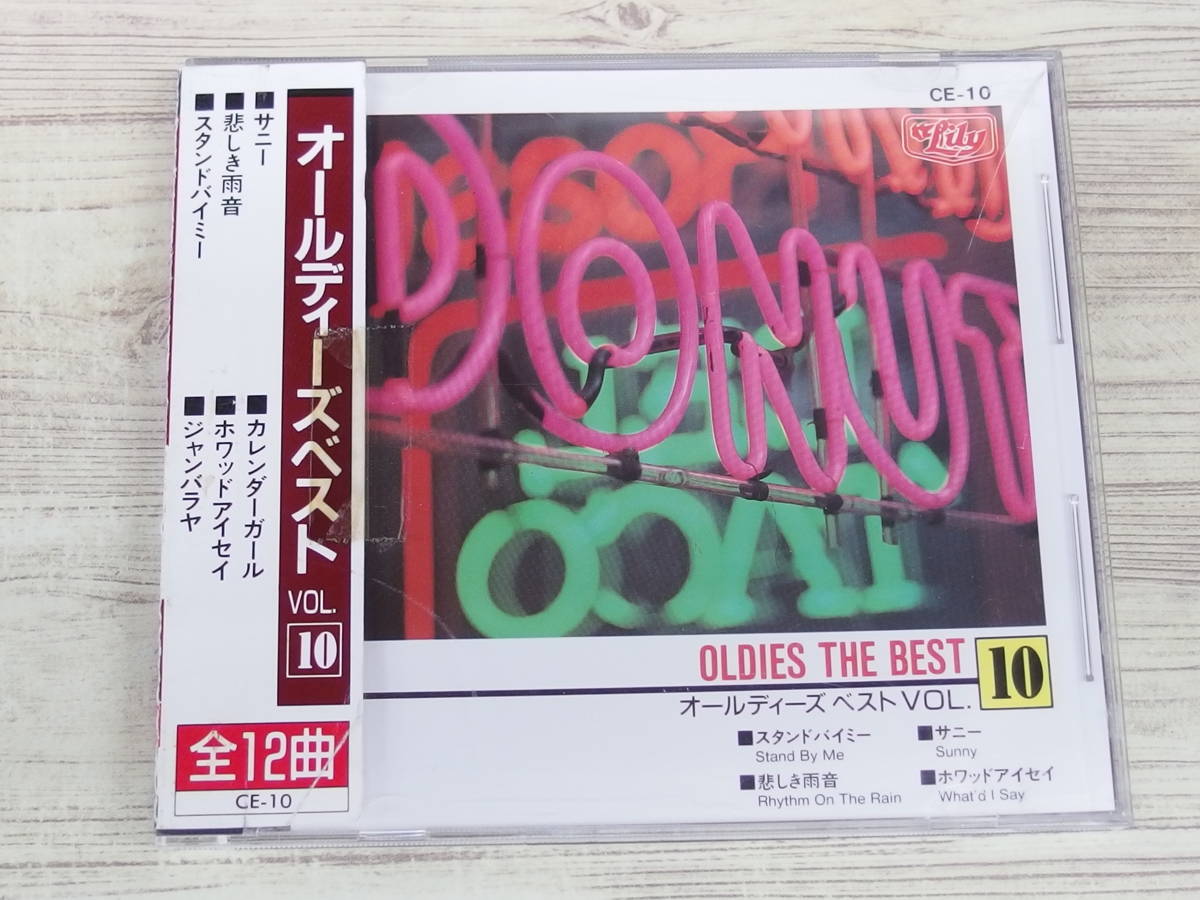 ■サニー
■悲しき雨音
■スタンドバイミー
■カレンダーガール
■ホワッドアイセイ
■ジャンバラヤ
オールディーズベスト
VOL.
10
全12曲
CE-10
CE-10
Lily
OLDIES THE BEST
10
オールディーズ ベスト VOL.
■スタンドバイミー
Stand By Me
■サニー
Sunny
■悲しき雨音
Rhythm On The Rain
■ホワッドアイセイ
What'd I Say